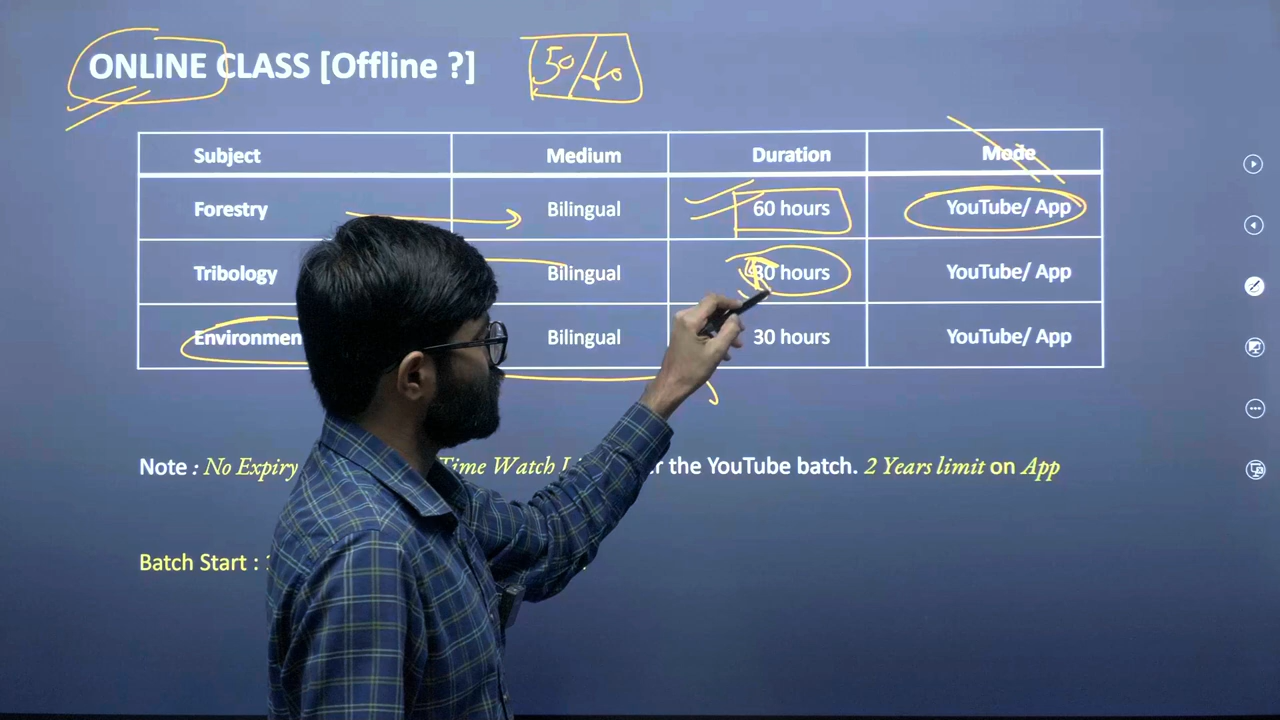 ONLINE CLASS [Offline ?] 50/60
Subject Medium Duration Mode
Forestry Bilingual 60 hours YouTube/ App
Tribology Bilingual 30 hours YouTube/ App
Environmen Bilingual 30 hours YouTube/ App
Note : No Expiry Time Watch the YouTube batch. 2 Years limit on App
Batch Start :